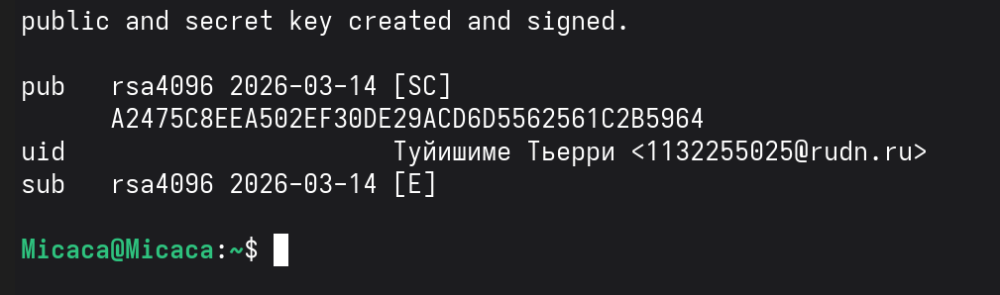 public and secret key created and signed.
pub   rsa4096 2026-03-14 [SC]
      A2475C8EEA502EF30DE29ACD6D5562561C2B5964
uid                      Туйишиме Тьерри <1132255025@rudn.ru>
sub   rsa4096 2026-03-14 [E]
Micaca@Micaca:~$